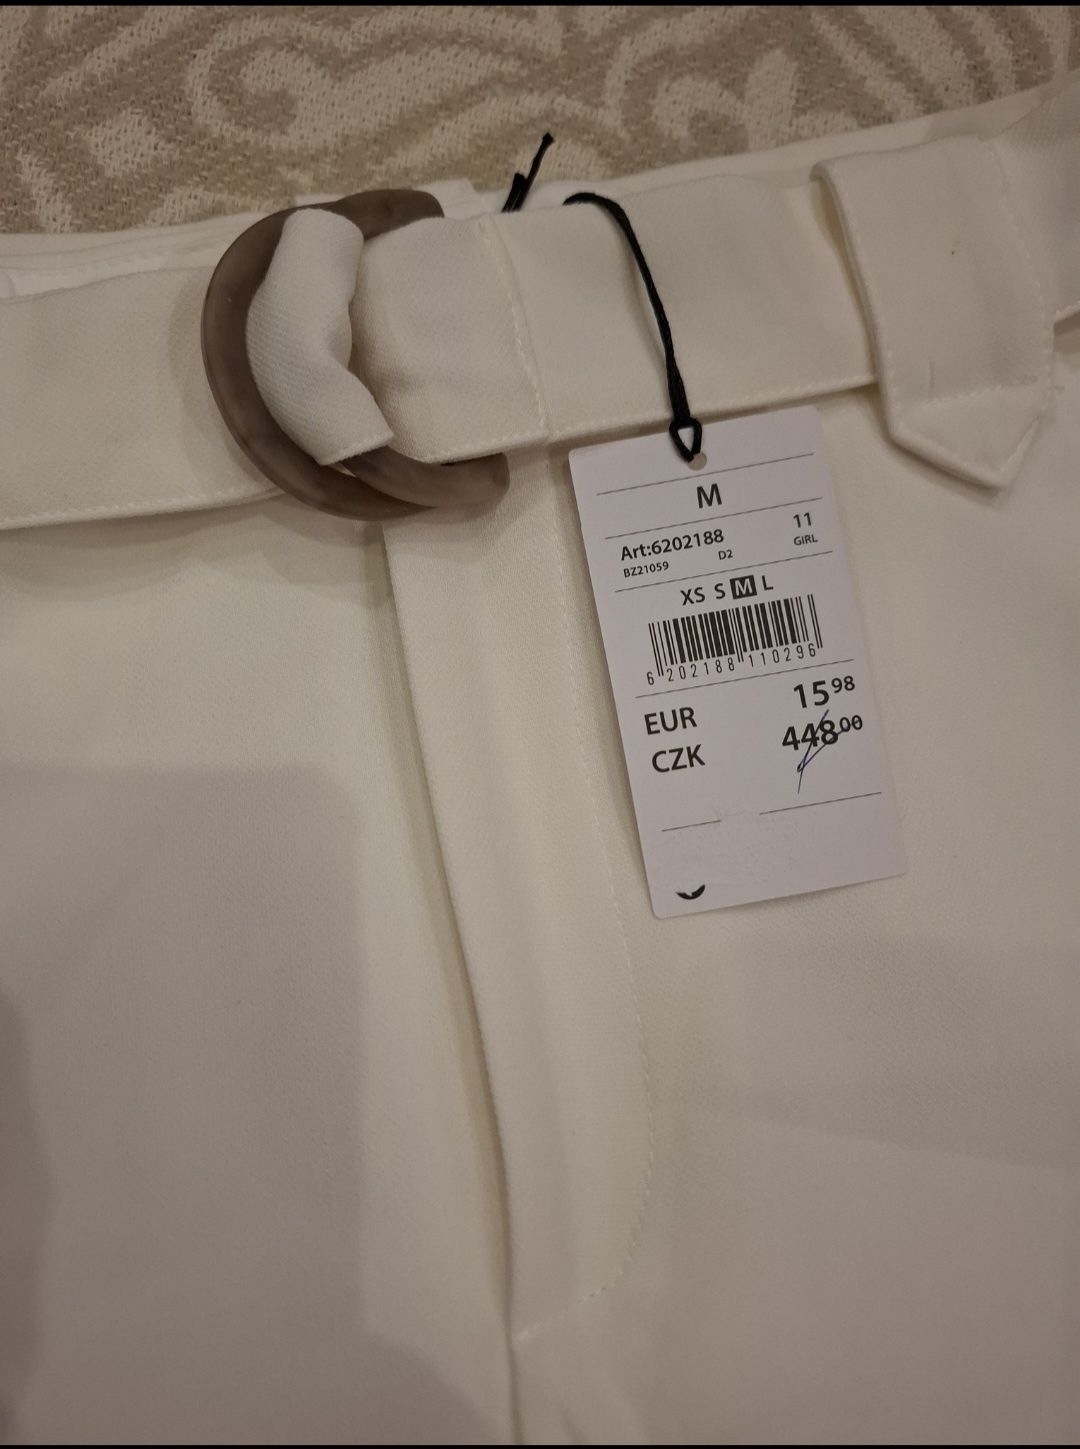 M
Art:6202188 11
BZ21059 D2 GIRL
XS S M L
6 202188 110296
EUR 15 98
CZK 448 00